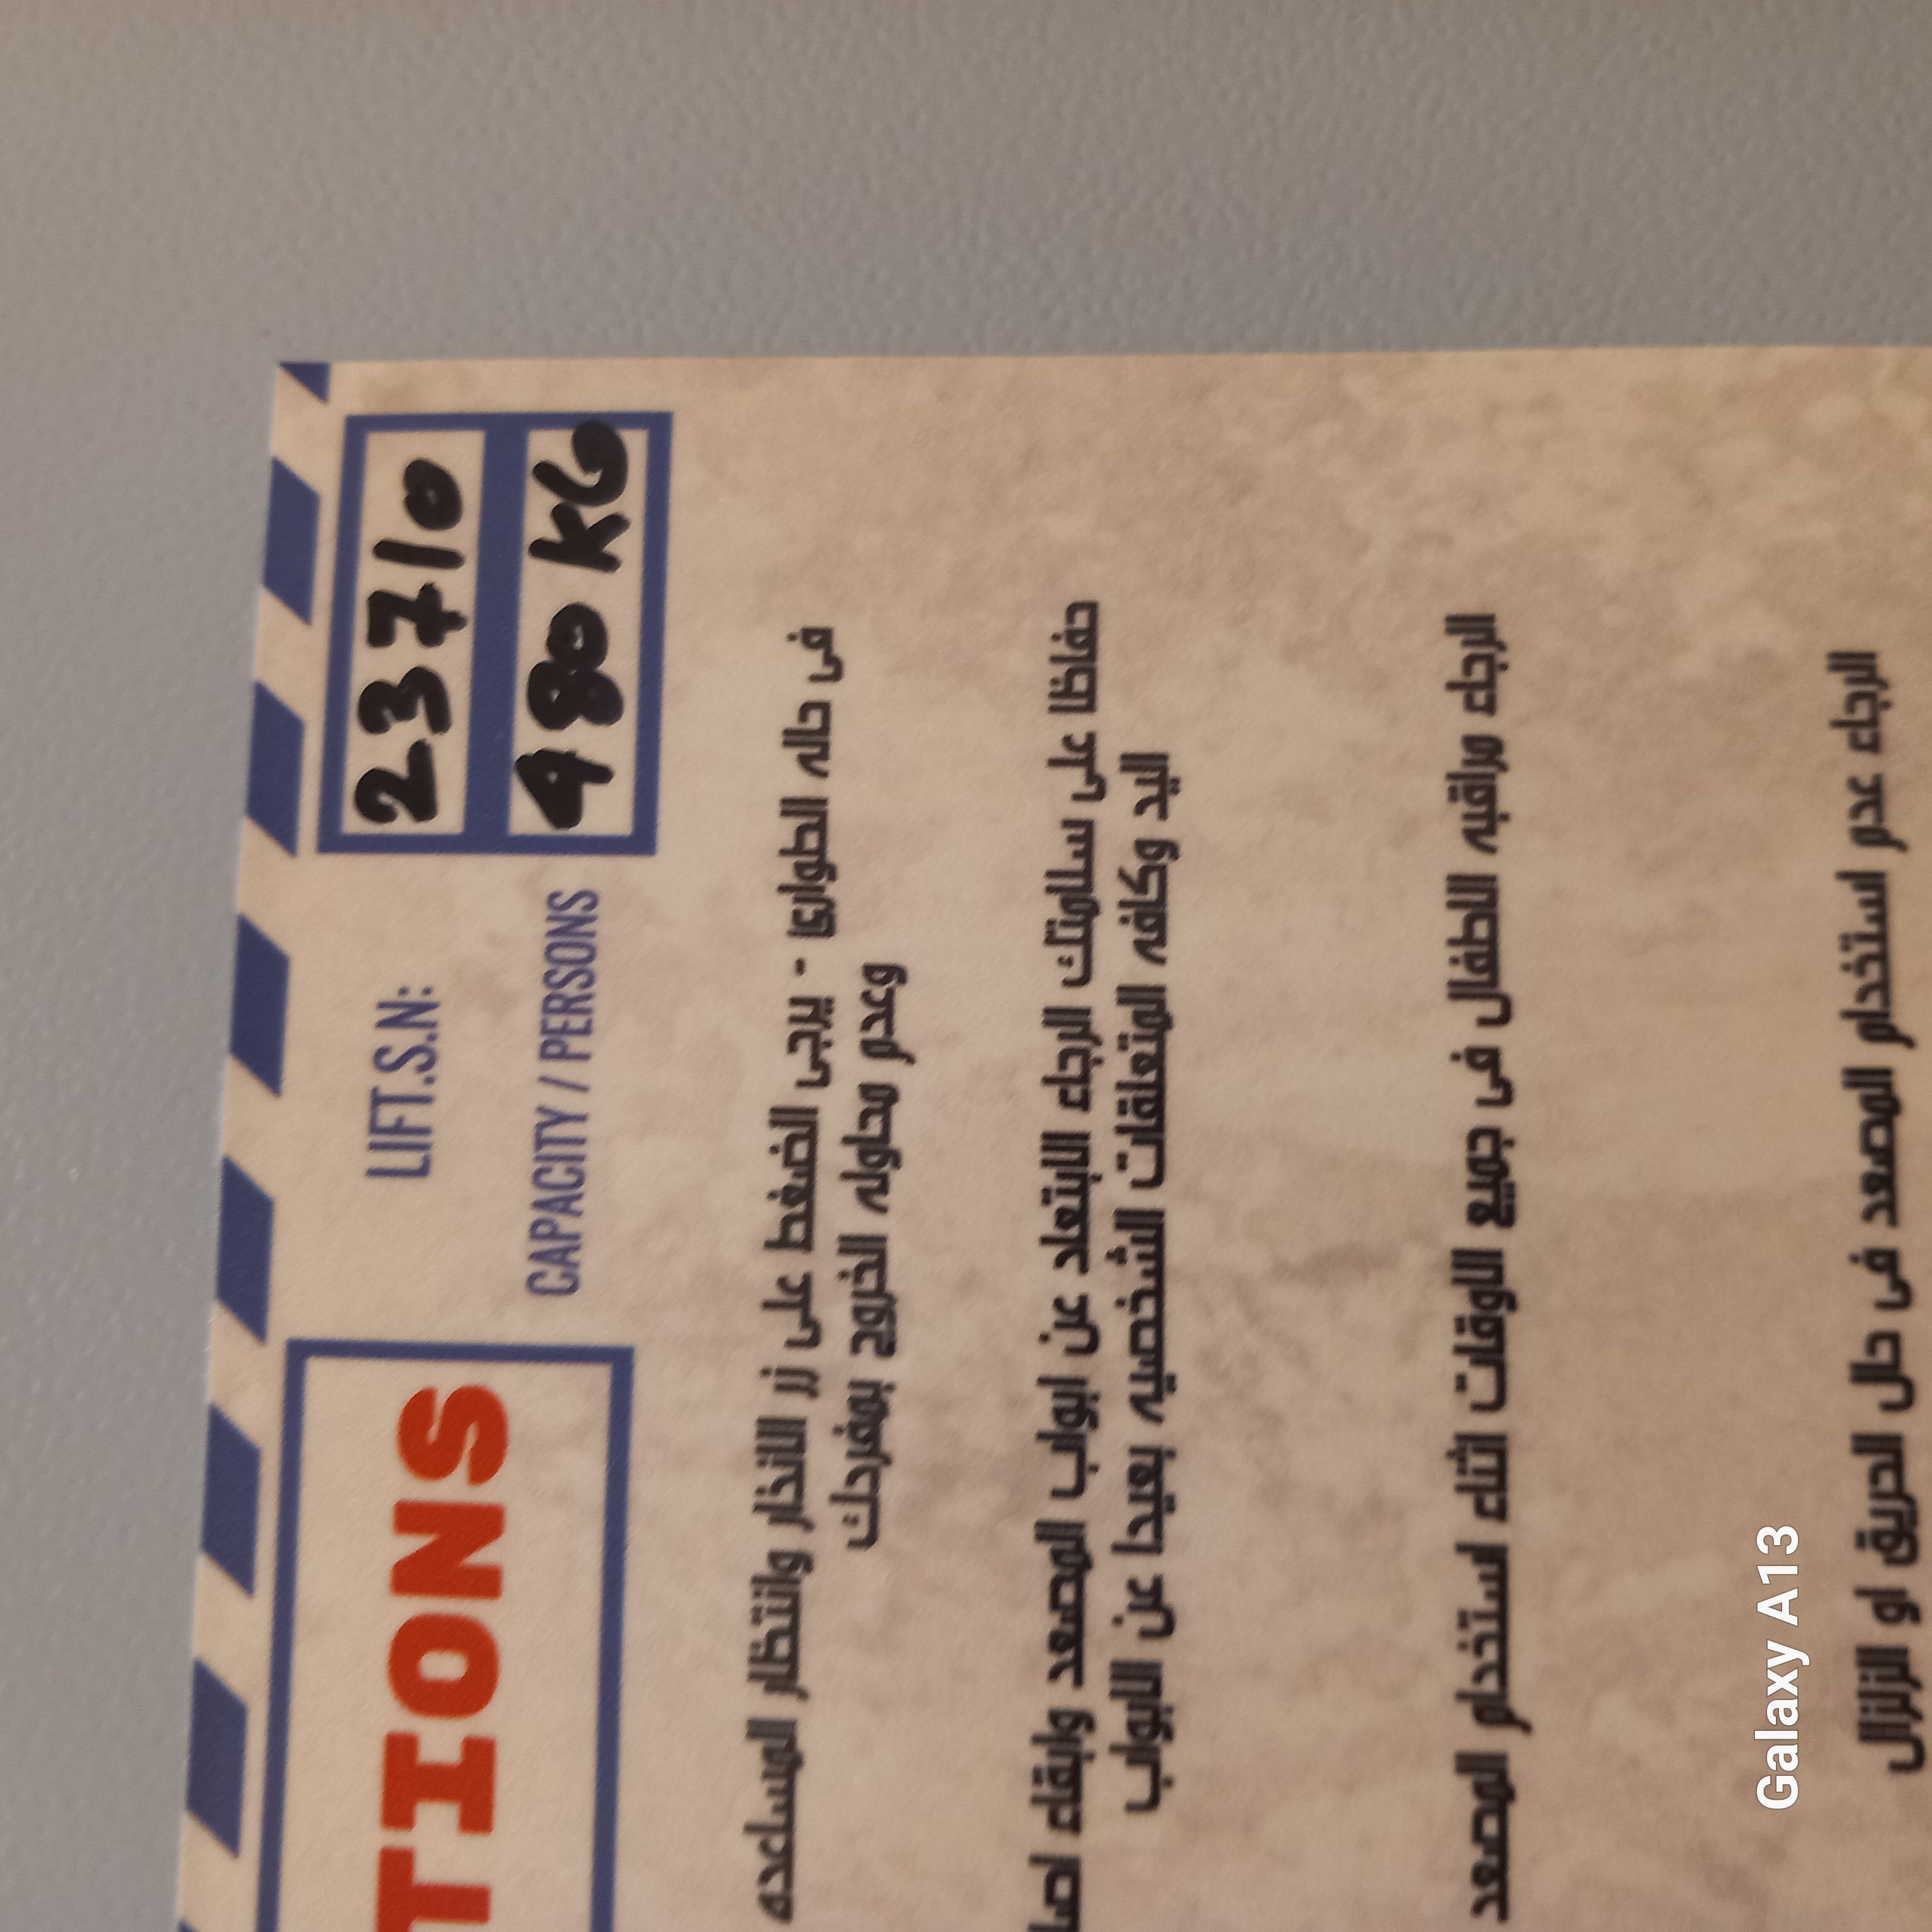 TIONS
LIFT.S.N: 23710
CAPACITY / PERSONS 480 KG
فى حاله الطوارئ - يرجى الضغط على زر الانذار وانتظار المساعده
وعدم محاوله الخروج بمفردك
حفاظا على سلامتك الرجاء الابتعاد عن ابواب المصعد وابقاء
اليد وكافه المتعلقات الشخصيه بعيدا عن الابواب
الرجاء مراقبه الاطفال فى جميع الاوقات اثناء استخدام المصعد
الرجاء عدم استخدام المصعد فى حال الحريق او الزلزال
Galaxy A13